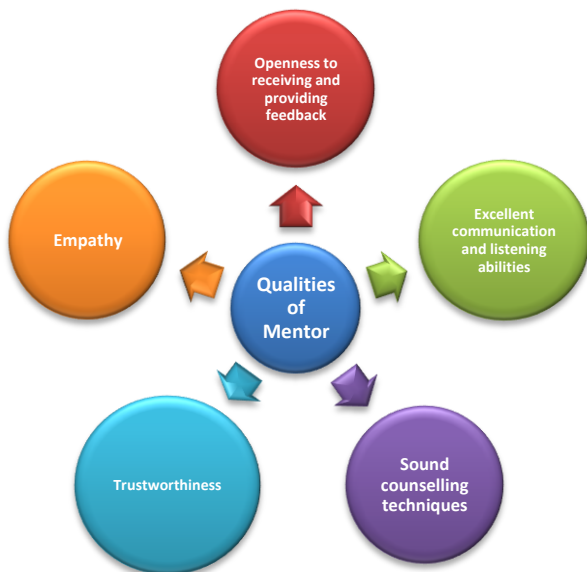 Openness to
receiving and
providing
feedback
Empathy
Excellent
communication
and listening
abilities
Qualities
of
Mentor
Trustworthiness
Sound
counselling
techniques